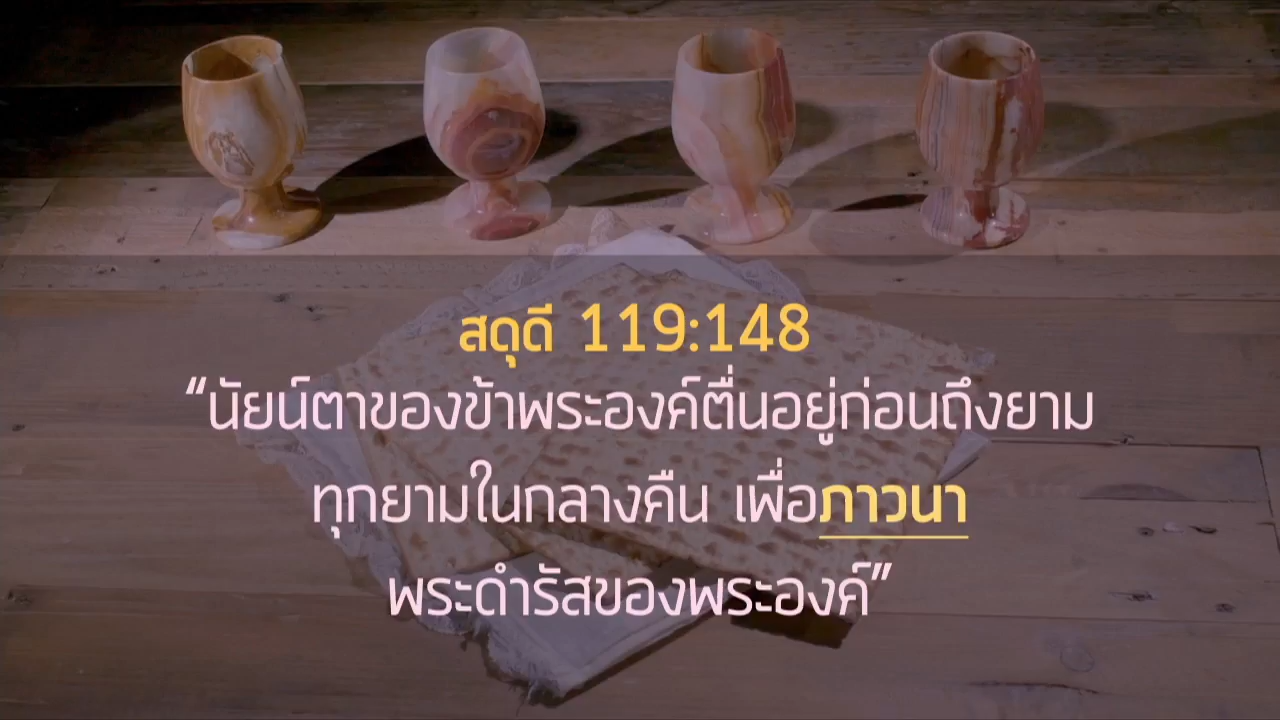 สดุดี 119:148
“นัยน์ตาของข้าพระองค์ตื่นอยู่ก่อนถึงยาม
ทุกยามในกลางคืน เพื่อภาวนา
พระดำรัสของพระองค์”